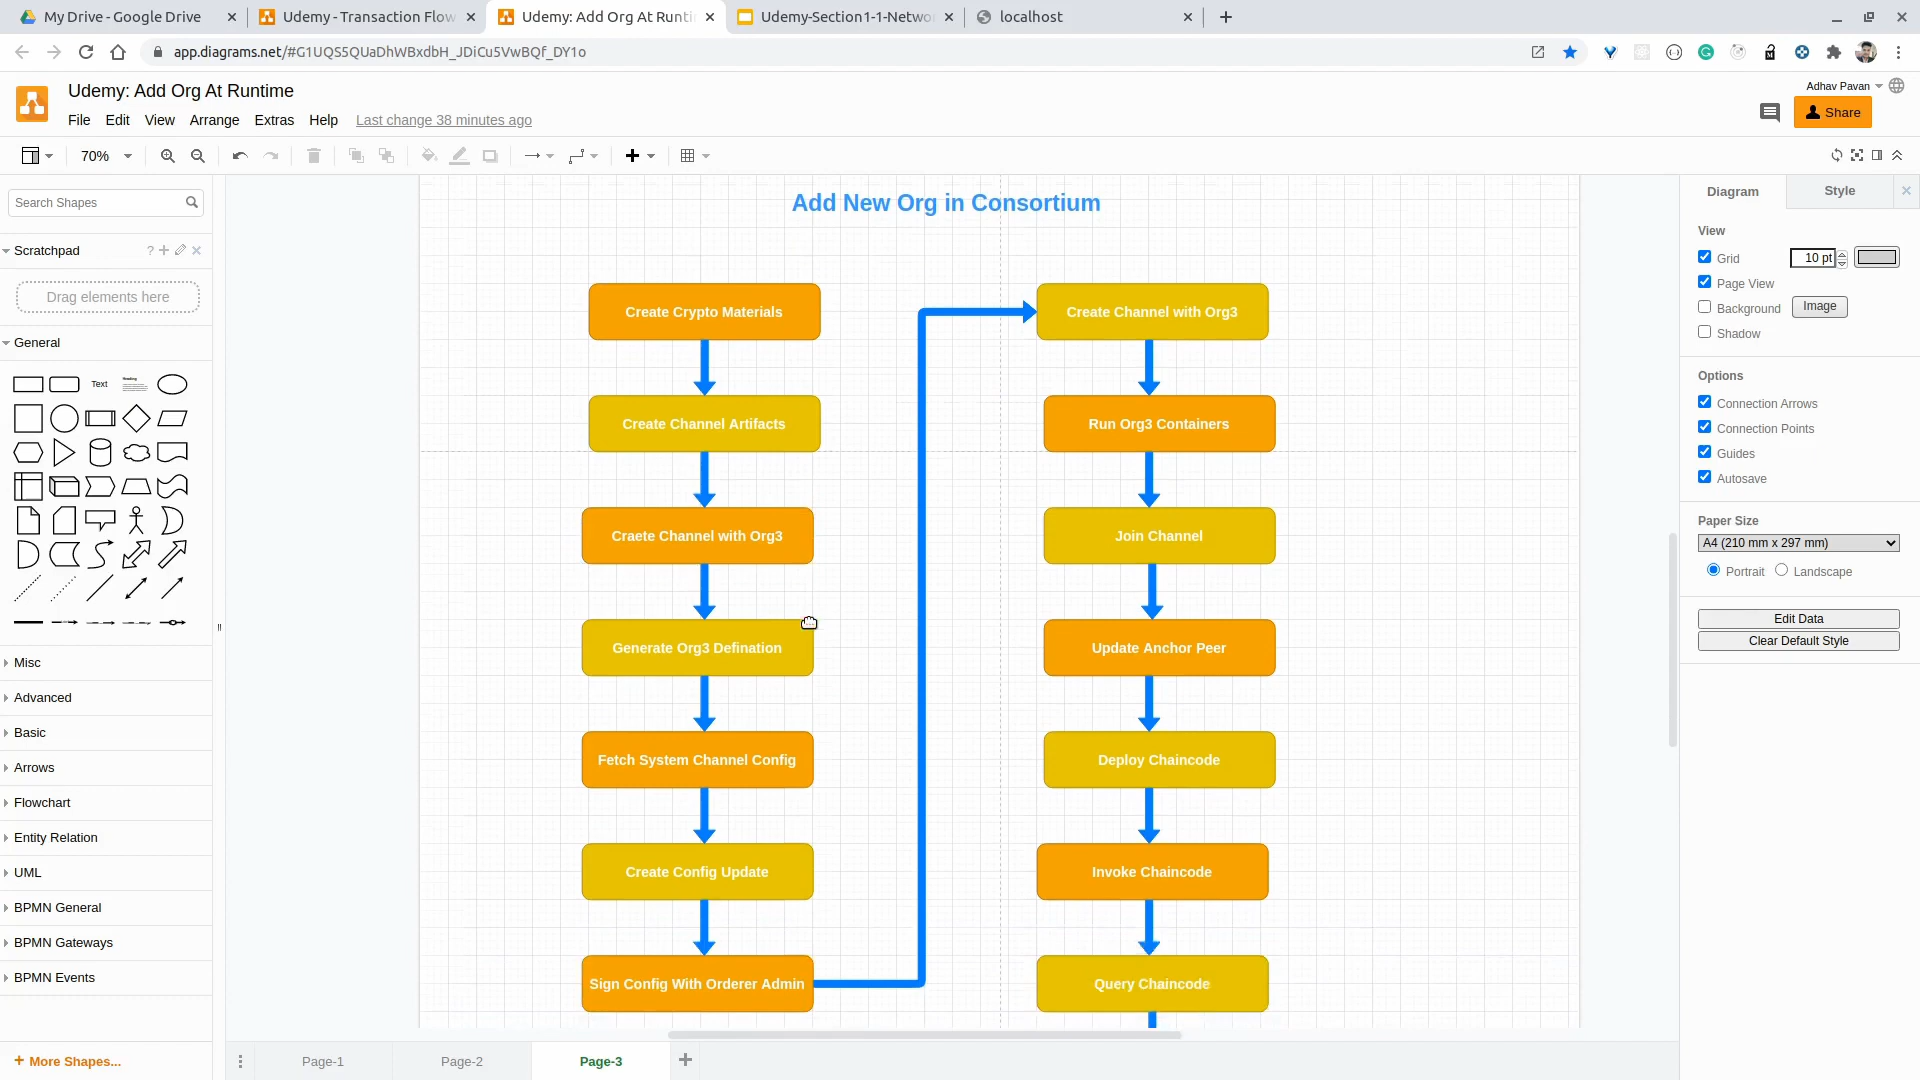 My Drive - Google Drive
Udemy - Transaction Flow
Udemy: Add Org At Runti
Udemy-Section1-1-Netwo
localhost
app.diagrams.net/#G1UQS5QUaDhWBxdbH_JDiCu5VwBQf_DY1o
Udemy: Add Org At Runtime
Adhav Pavan
File Edit View Arrange Extras Help Last change 38 minutes ago
Share
70%
Search Shapes
Scratchpad
?
Drag elements here
General
Text
Heading
Misc
Advanced
Basic
Arrows
Flowchart
Entity Relation
UML
BPMN General
BPMN Gateways
BPMN Events
+ More Shapes...
Add New Org in Consortium
Create Crypto Materials
Create Channel Artifacts
Craete Channel with Org3
Generate Org3 Defination
Fetch System Channel Config
Create Config Update
Sign Config With Orderer Admin
Create Channel with Org3
Run Org3 Containers
Join Channel
Update Anchor Peer
Deploy Chaincode
Invoke Chaincode
Query Chaincode
Page-1
Page-2
Page-3
Diagram
Style
View
Grid
10 pt
Page View
Background
Image
Shadow
Options
Connection Arrows
Connection Points
Guides
Autosave
Paper Size
A4 (210 mm x 297 mm)
Portrait
Landscape
Edit Data
Clear Default Style